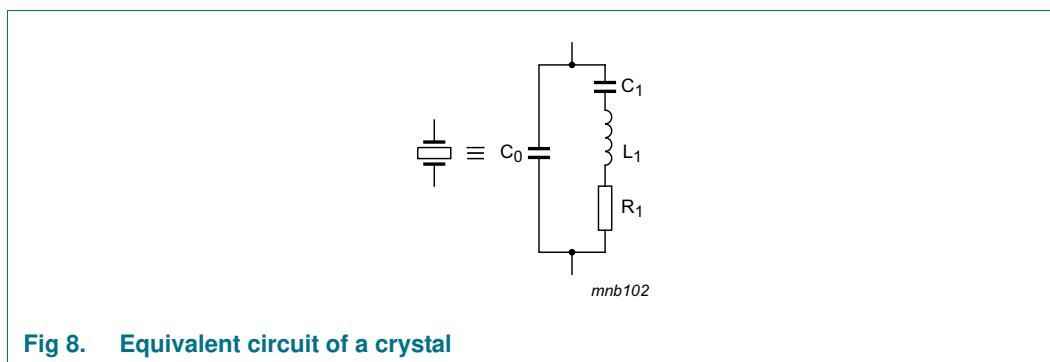 C1
C0
L1
R1
mnb102
Fig 8. Equivalent circuit of a crystal